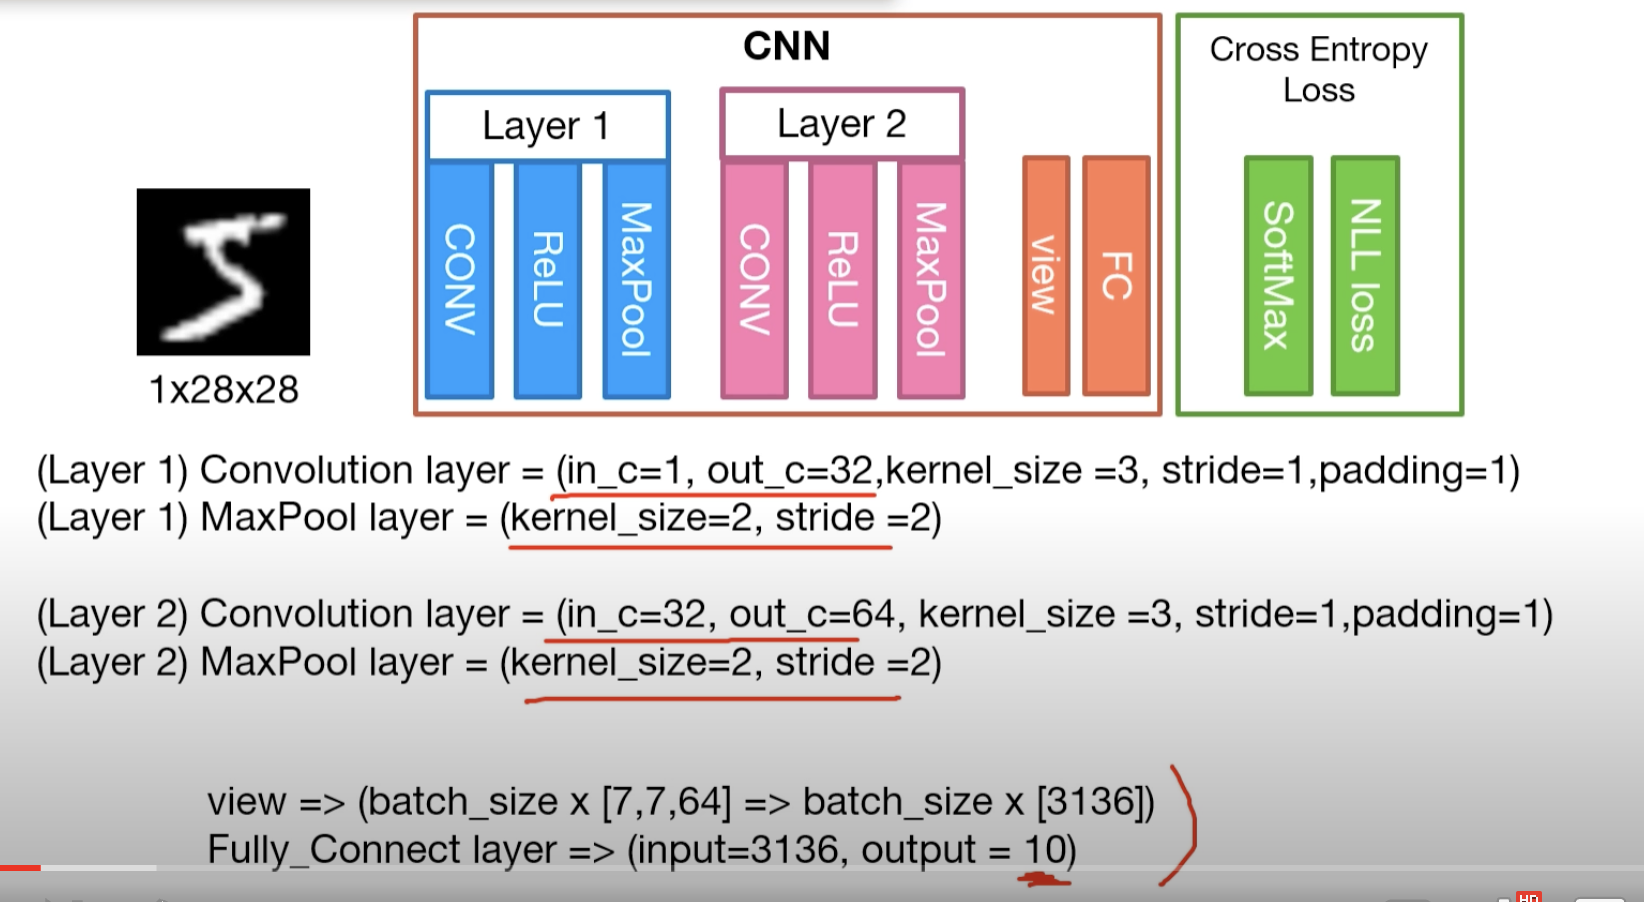 CNN
Cross Entropy
Loss
Layer 1
Layer 2
CONV
ReLU
MaxPool
CONV
ReLU
MaxPool
view
FC
SoftMax
NLL loss
1x28x28
(Layer 1) Convolution layer = (in_c=1, out_c=32,kernel_size =3, stride=1,padding=1)
(Layer 1) MaxPool layer = (kernel_size=2, stride =2)
(Layer 2) Convolution layer = (in_c=32, out_c=64, kernel_size =3, stride=1,padding=1)
(Layer 2) MaxPool layer = (kernel_size=2, stride =2)
view => (batch_size x [7,7,64] => batch_size x [3136])
Fully_Connect layer => (input=3136, output = 10)
HD